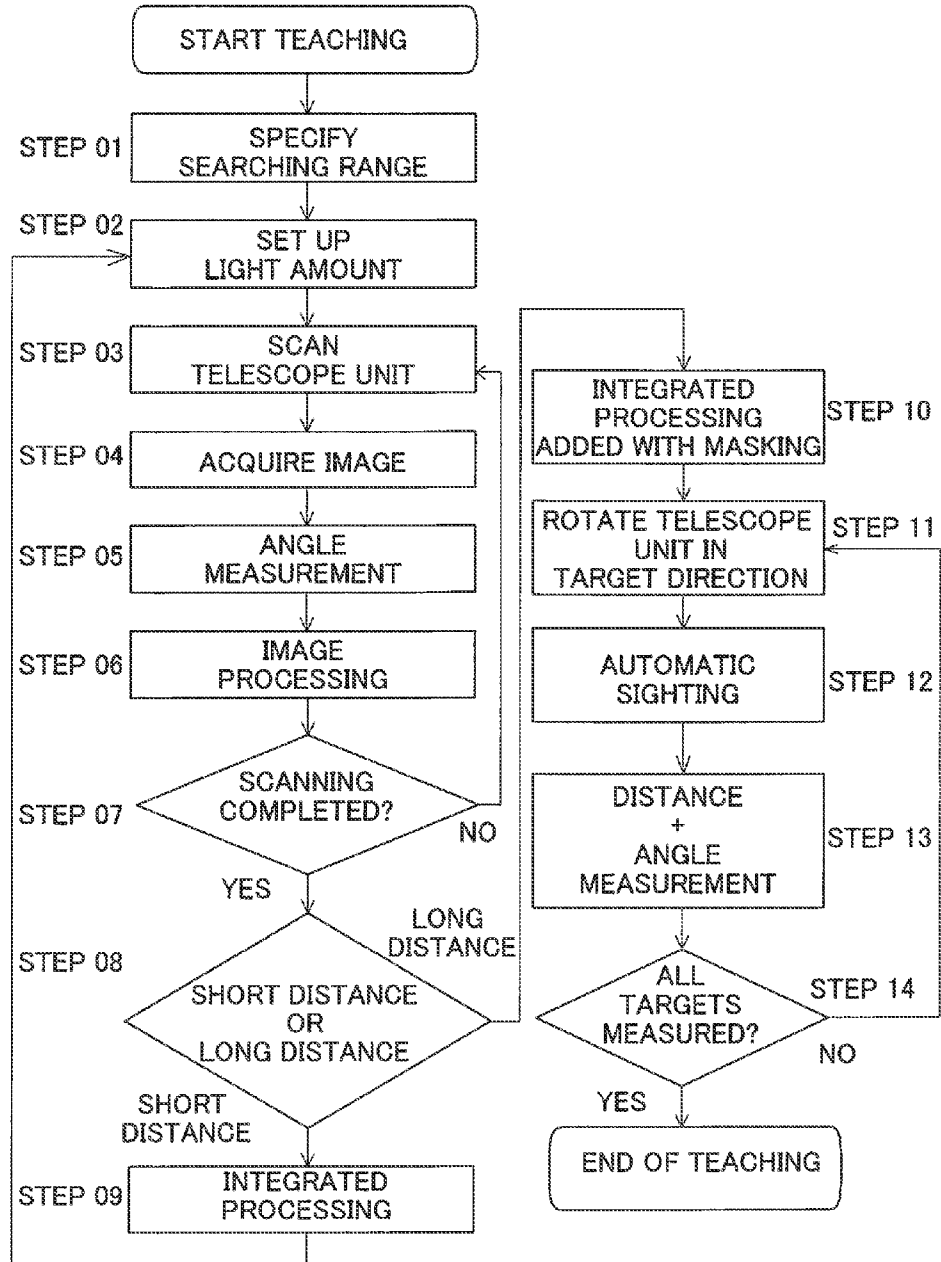 START TEACHING
STEP 01
SPECIFY
SEARCHING RANGE
STEP 02
SET UP
LIGHT AMOUNT
STEP 03
SCAN
TELESCOPE UNIT
STEP 04
ACQUIRE IMAGE
STEP 05
ANGLE
MEASUREMENT
STEP 06
IMAGE
PROCESSING
STEP 07
SCANNING
COMPLETED?
NO
YES
STEP 08
SHORT DISTANCE
OR
LONG DISTANCE
LONG
DISTANCE
SHORT
DISTANCE
STEP 09
INTEGRATED
PROCESSING
INTEGRATED
PROCESSING
ADDED WITH MASKING
STEP 10
ROTATE TELESCOPE
UNIT IN
TARGET DIRECTION
STEP 11
AUTOMATIC
SIGHTING
STEP 12
DISTANCE
+
ANGLE
MEASUREMENT
STEP 13
ALL
TARGETS
MEASURED?
STEP 14
NO
YES
END OF TEACHING